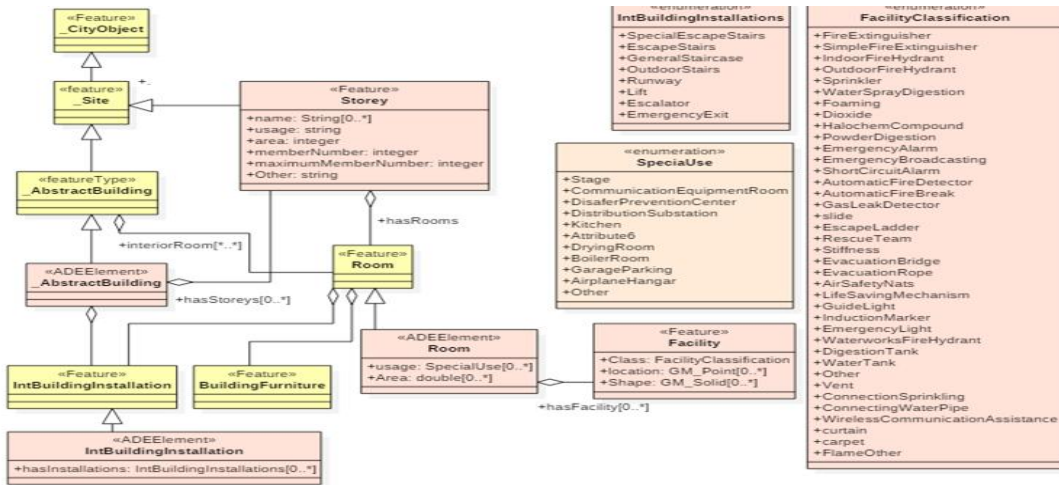 «Feature»
_CityObject
«feature»
_Site
+.
«Feature»
Storey
+name: String[0..*]
+usage: string
+area: integer
+memberNumber: integer
+maximumMemberNumber: integer
+Other: string
«featureType»
_AbstractBuilding
+interiorRoom[*..*]
+hasRooms
«Feature»
Room
«ADEElement»
_AbstractBuilding
+hasStoreys[0..*]
«Feature»
IntBuildingInstallation
«Feature»
BuildingFurniture
«ADEElement»
Room
+usage: SpecialUse[0..*]
+Area: double[0..*]
«Feature»
Facility
+Class: FacilityClassification
+location: GM_Point[0..*]
+Shape: GM_Solid[0..*]
+hasFacility[0..*]
«ADEElement»
IntBuildingInstallation
+hasInstallations: IntBuildingInstallations[0..*]
«enumeration»
IntBuildingInstallations
+SpecialEscapeStairs
+EscapeStairs
+GeneralStaircase
+OutdoorStairs
+Runway
+Lift
+Escalator
+EmergencyExit
«enumeration»
SpeciaUse
+Stage
+CommunicationEquipmentRoom
+DisaferPreventionCenter
+DistributionSubstation
+Kitchen
+Attribute6
+DryingRoom
+BoilerRoom
+GarageParking
+AirplaneHangar
+Other
«enumeration»
FacilityClassification
+FireExtinguisher
+SimpleFireExtinguisher
+IndoorFireHydrant
+OutdoorFireHydrant
+Sprinkler
+WaterSprayDigestion
+Foaming
+Dioxide
+HalochemCompound
+PowderDigestion
+EmergencyAlarm
+EmergencyBroadcasting
+ShortCircuitAlarm
+AutomaticFireDetector
+AutomaticFireBreak
+GasLeakDetector
+slide
+EscapeLadder
+RescueTeam
+Stiffness
+EvacuationBridge
+EvacuationRope
+AirSafetyNats
+LifeSavingMechanism
+GuideLight
+InductionMarker
+EmergencyLight
+WaterworksFireHydrant
+DigestionTank
+WaterTank
+Other
+Vent
+ConnectionSprinkling
+ConnectingWaterPipe
+WirelessCommunicationAssistance
+curtain
+carpet
+FlameOther